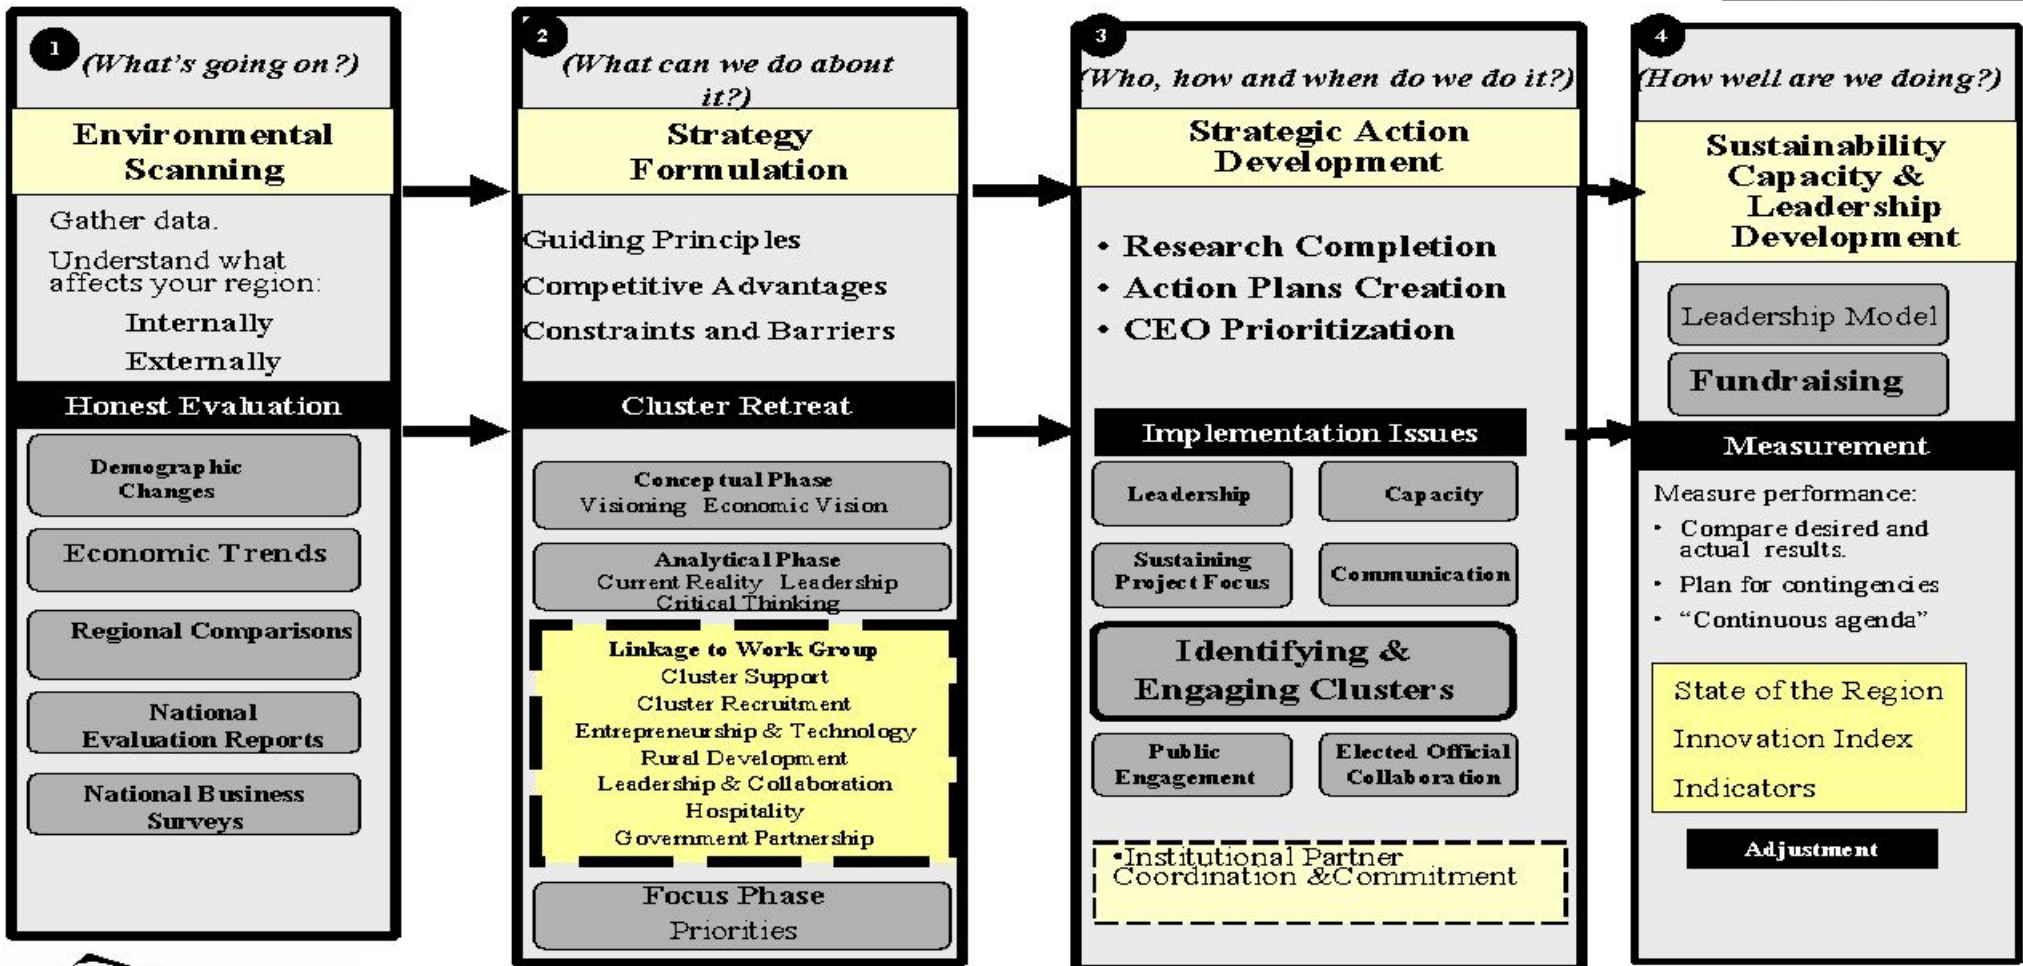 1
(What's going on?)
Environmental
Scanning
Gather data.
Understand what
affects your region:
Internally
Externally
Honest Evaluation
Demographic
Changes
Economic Trends
Regional Comparisons
National
Evaluation Reports
National Business
Surveys
2
(What can we do about
it?)
Strategy
Formulation
Guiding Principles
Competitive Advantages
Constraints and Barriers
Cluster Retreat
Conceptual Phase
Visioning Economic Vision
Analytical Phase
Current Reality Leadership
Critical Thinking
Linkage to Work Group
Cluster Support
Cluster Recruitment
Entrepreneurship & Technology
Rural Development
Leadership & Collaboration
Hospitality
Government Partnership
Focus Phase
Priorities
3
(Who, how and when do we do it?)
Strategic Action
Development
• Research Completion
• Action Plans Creation
• CEO Prioritization
Implementation Issues
Leadership
Capacity
Sustaining
Project Focus
Communication
Identifying &
Engaging Clusters
Public
Engagement
Elected Official
Collaboration
•Institutional Partner
Coordination &Commitment
4
(How well are we doing?)
Sustainability
Capacity &
Leadership
Development
Leadership Model
Fundraising
Measurement
Measure performance:
• Compare desired and
actual results.
• Plan for contingencies
• “Continuous agenda”
State of the Region
Innovation Index
Indicators
Adjustment